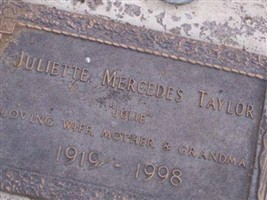 JULIETTE MERCEDES TAYLOR
"JULIE"
LOVING WIFE, MOTHER & GRANDMA
1919 - 1998